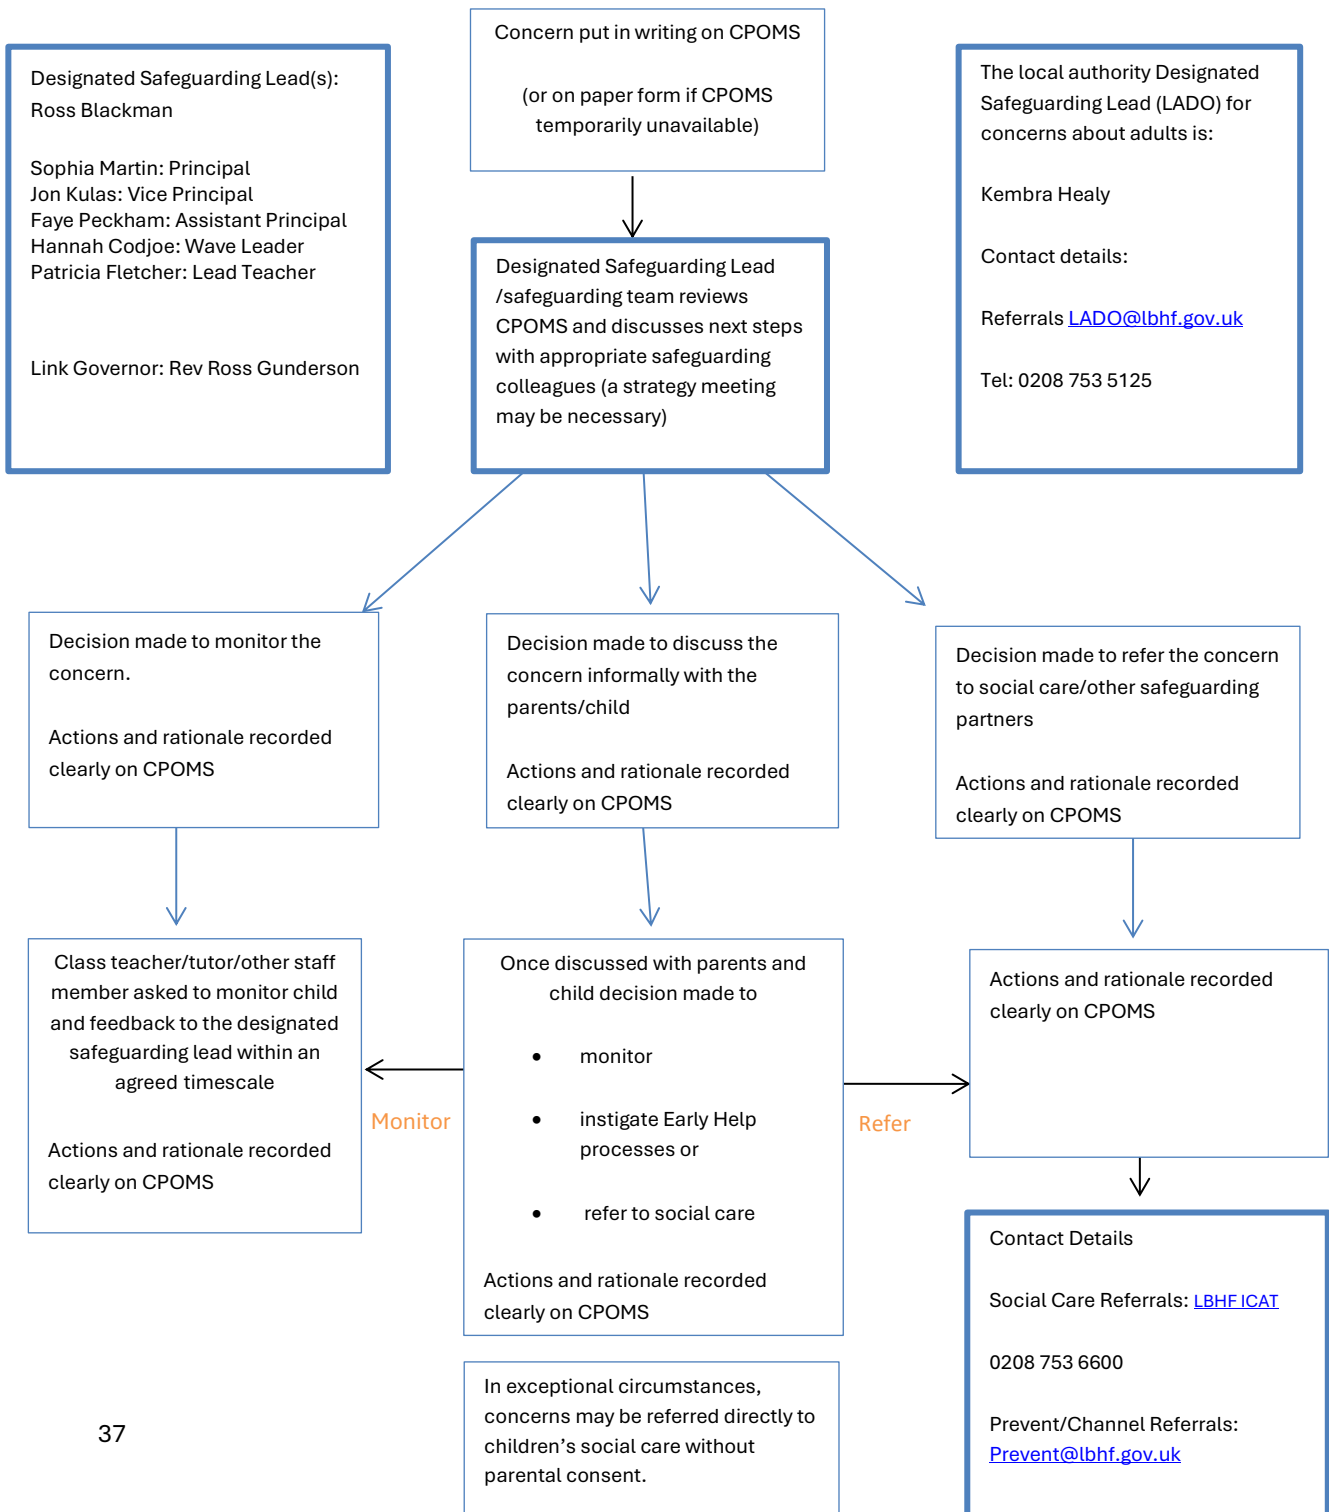 Concern put in writing on CPOMS
(or on paper form if CPOMS
temporarily unavailable)
Designated Safeguarding Lead(s):
Ross Blackman
Sophia Martin: Principal
Jon Kulas: Vice Principal
Faye Peckham: Assistant Principal
Hannah Codjoe: Wave Leader
Patricia Fletcher: Lead Teacher
Link Governor: Rev Ross Gunderson
The local authority Designated
Safeguarding Lead (LADO) for
concerns about adults is:
Kembra Healy
Contact details:
Referrals LADO@lbhf.gov.uk
Tel: 0208 753 5125
Designated Safeguarding Lead
/safeguarding team reviews
CPOMS and discusses next steps
with appropriate safeguarding
colleagues (a strategy meeting
may be necessary)
Decision made to monitor the
concern.
Actions and rationale recorded
clearly on CPOMS
Decision made to discuss the
concern informally with the
parents/child
Actions and rationale recorded
clearly on CPOMS
Decision made to refer the concern
to social care/other safeguarding
partners
Actions and rationale recorded
clearly on CPOMS
Class teacher/tutor/other staff
member asked to monitor child
and feedback to the designated
safeguarding lead within an
agreed timescale
Actions and rationale recorded
clearly on CPOMS
Monitor
Once discussed with parents and
child decision made to
• monitor
• instigate Early Help
processes or
• refer to social care
Actions and rationale recorded
clearly on CPOMS
Refer
Actions and rationale recorded
clearly on CPOMS
In exceptional circumstances,
concerns may be referred directly to
children’s social care without
parental consent.
Contact Details
Social Care Referrals: LBHF ICAT
0208 753 6600
Prevent/Channel Referrals:
Prevent@lbhf.gov.uk
37